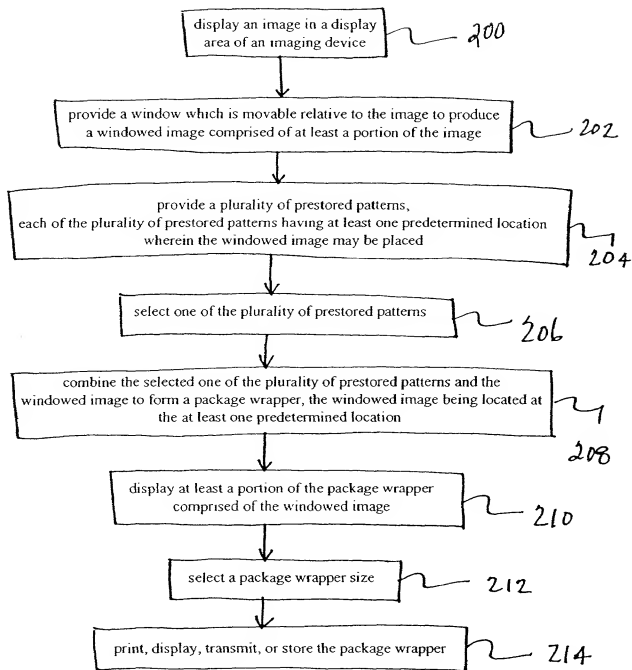 display an image in a display
area of an imaging device
200
provide a window which is movable relative to the image to produce
a windowed image comprised of at least a portion of the image
202
provide a plurality of prestored patterns,
each of the plurality of prestored patterns having at least one predetermined location
wherein the windowed image may be placed
204
select one of the plurality of prestored patterns
206
combine the selected one of the plurality of prestored patterns and the
windowed image to form a package wrapper, the windowed image being located at
the at least one predetermined location
208
display at least a portion of the package wrapper
comprised of the windowed image
210
select a package wrapper size
212
print, display, transmit, or store the package wrapper
214